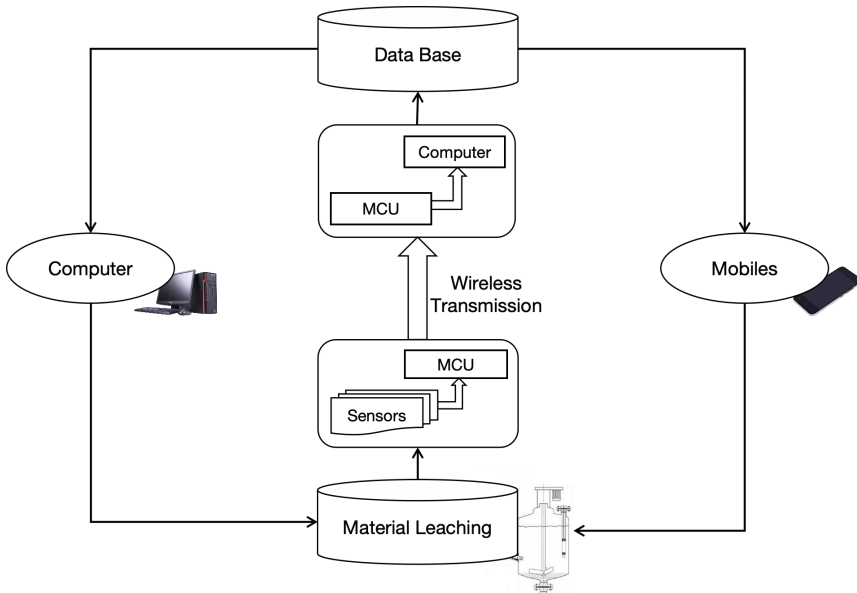 Data Base
Computer
MCU
Computer
Wireless
Transmission
Mobiles
MCU
Sensors
Material Leaching